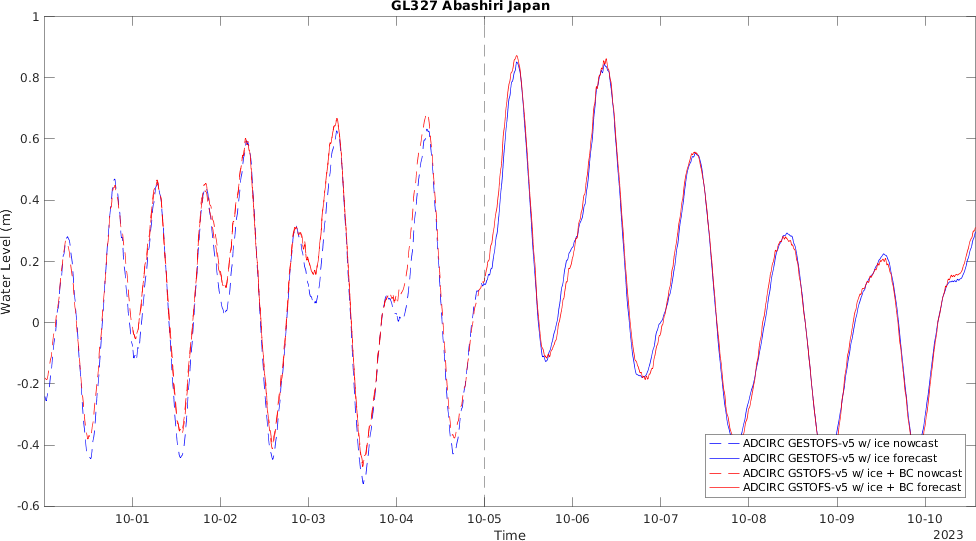 GL327 Abashiri Japan
1
0.8
0.6
0.4
0.2
0
-0.2
-0.4
-0.6
Water Level (m)
ADCIRC GESTOFS-v5 w/ ice nowcast
ADCIRC GESTOFS-v5 w/ ice forecast
ADCIRC GSTOFS-v5 w/ ice + BC nowcast
ADCIRC GSTOFS-v5 w/ ice + BC forecast
10-01 10-02 10-03 10-04 10-05 10-06 10-07 10-08 10-09 10-10
Time
2023